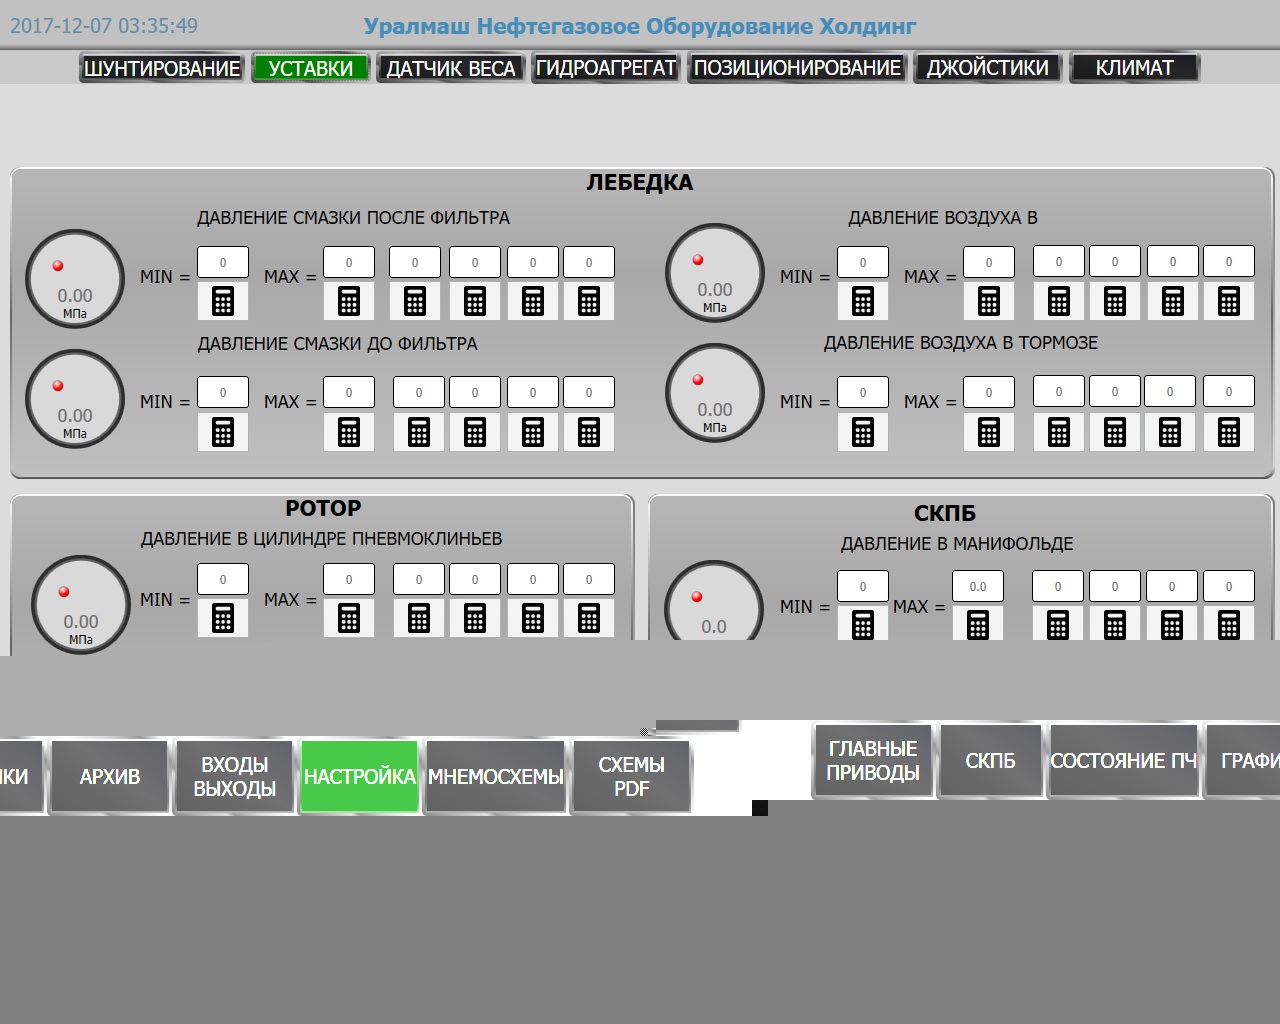 2017-12-07 03:35:49
Уралмаш Нефтегазовое Оборудование Холдинг
ШУНТИРОВАНИЕ УСТАВКИ ДАТЧИК ВЕСА ГИДРОАГРЕГАТ ПОЗИЦИОНИРОВАНИЕ ДЖОЙСТИКИ КЛИМАТ
ЛЕБЕДКА
ДАВЛЕНИЕ СМАЗКИ ПОСЛЕ ФИЛЬТРА
0.00
МПа
MIN = 0 MAX = 0 0 0 0 0
ДАВЛЕНИЕ ВОЗДУХА В
0.00
МПа
MIN = 0 MAX = 0 0 0 0 0
ДАВЛЕНИЕ СМАЗКИ ДО ФИЛЬТРА
0.00
МПа
MIN = 0 MAX = 0 0 0 0 0
ДАВЛЕНИЕ ВОЗДУХА В ТОРМОЗЕ
0.00
МПа
MIN = 0 MAX = 0 0 0 0 0
РОТОР
ДАВЛЕНИЕ В ЦИЛИНДРЕ ПНЕВМОКЛИНЬЕВ
0.00
МПа
MIN = 0 MAX = 0 0 0 0 0
СКПБ
ДАВЛЕНИЕ В МАНИФОЛЬДЕ
0.0
MIN = 0 MAX = 0.0 0 0 0 0
КИ
АРХИВ
ВХОДЫ
ВЫХОДЫ
НАСТРОЙКА
МНЕМОСХЕМЫ
СХЕМЫ
PDF
ГЛАВНЫЕ
ПРИВОДЫ
СКПБ
СОСТОЯНИЕ ПЧ
ГРАФИ